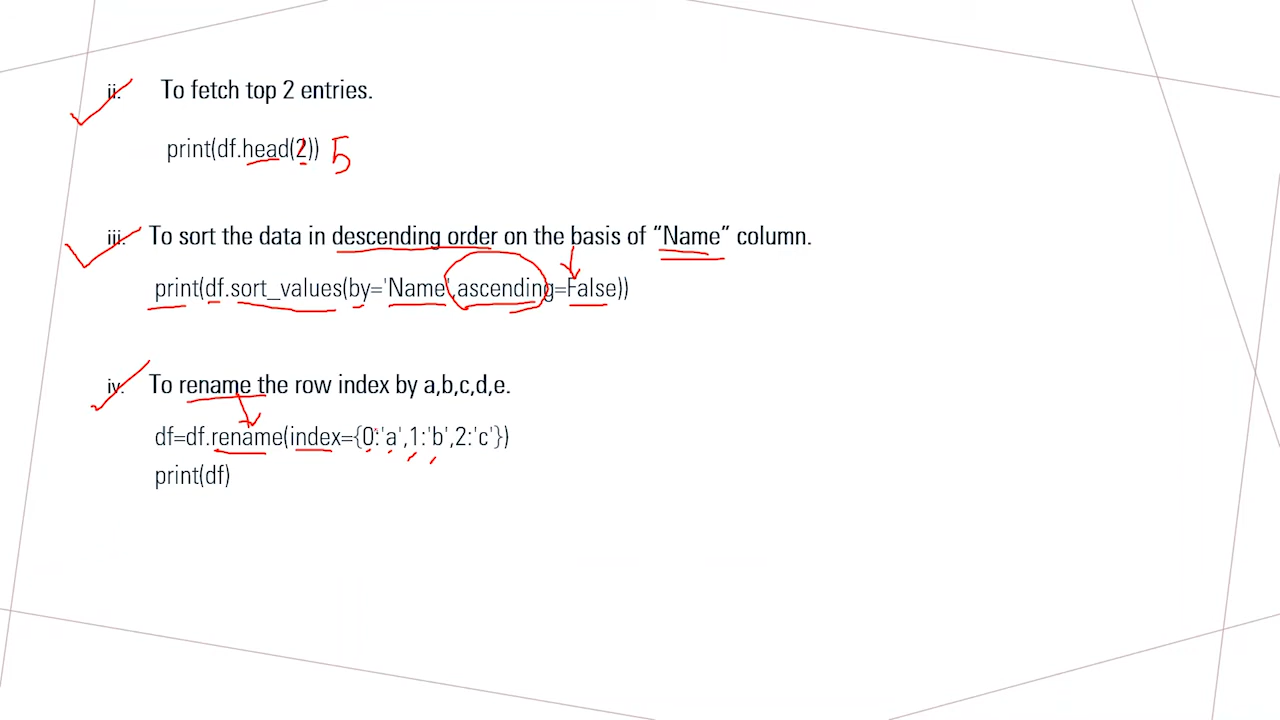 ii. To fetch top 2 entries.
print(df.head(2)) 5
iii. To sort the data in descending order on the basis of “Name” column.
print(df.sort_values(by='Name',ascending=False))
iv. To rename the row index by a,b,c,d,e.
df=df.rename(index={0:'a',1:'b',2:'c'})
print(df)